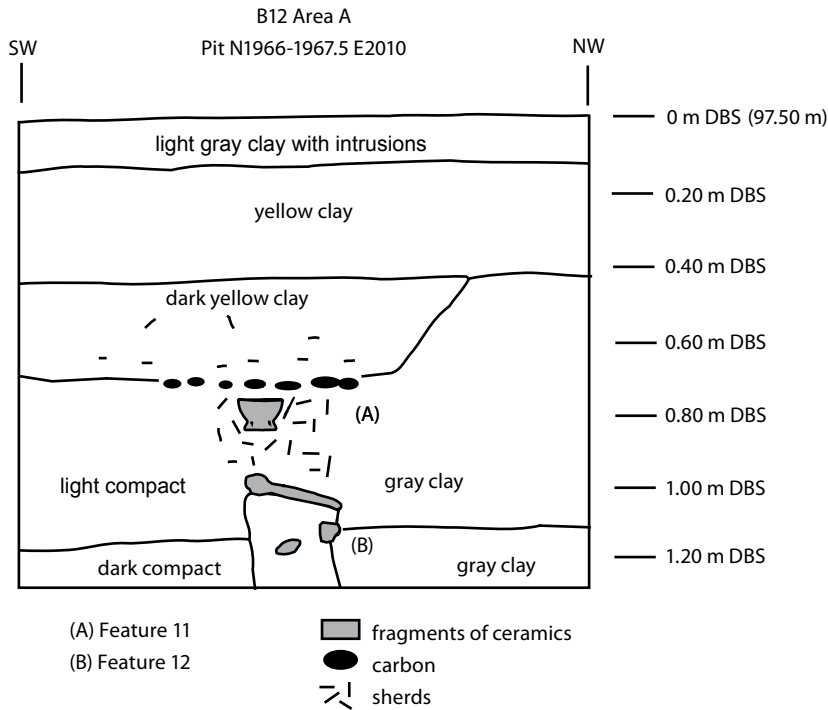 B12 Area A
Pit N1966-1967.5 E2010
SW
NW
0 m DBS (97.50 m)
light gray clay with intrusions
0.20 m DBS
yellow clay
0.40 m DBS
dark yellow clay
0.60 m DBS
(A)
0.80 m DBS
light compact
gray clay
1.00 m DBS
(B)
dark compact
gray clay
1.20 m DBS
(A) Feature 11
(B) Feature 12
fragments of ceramics
carbon
sherds